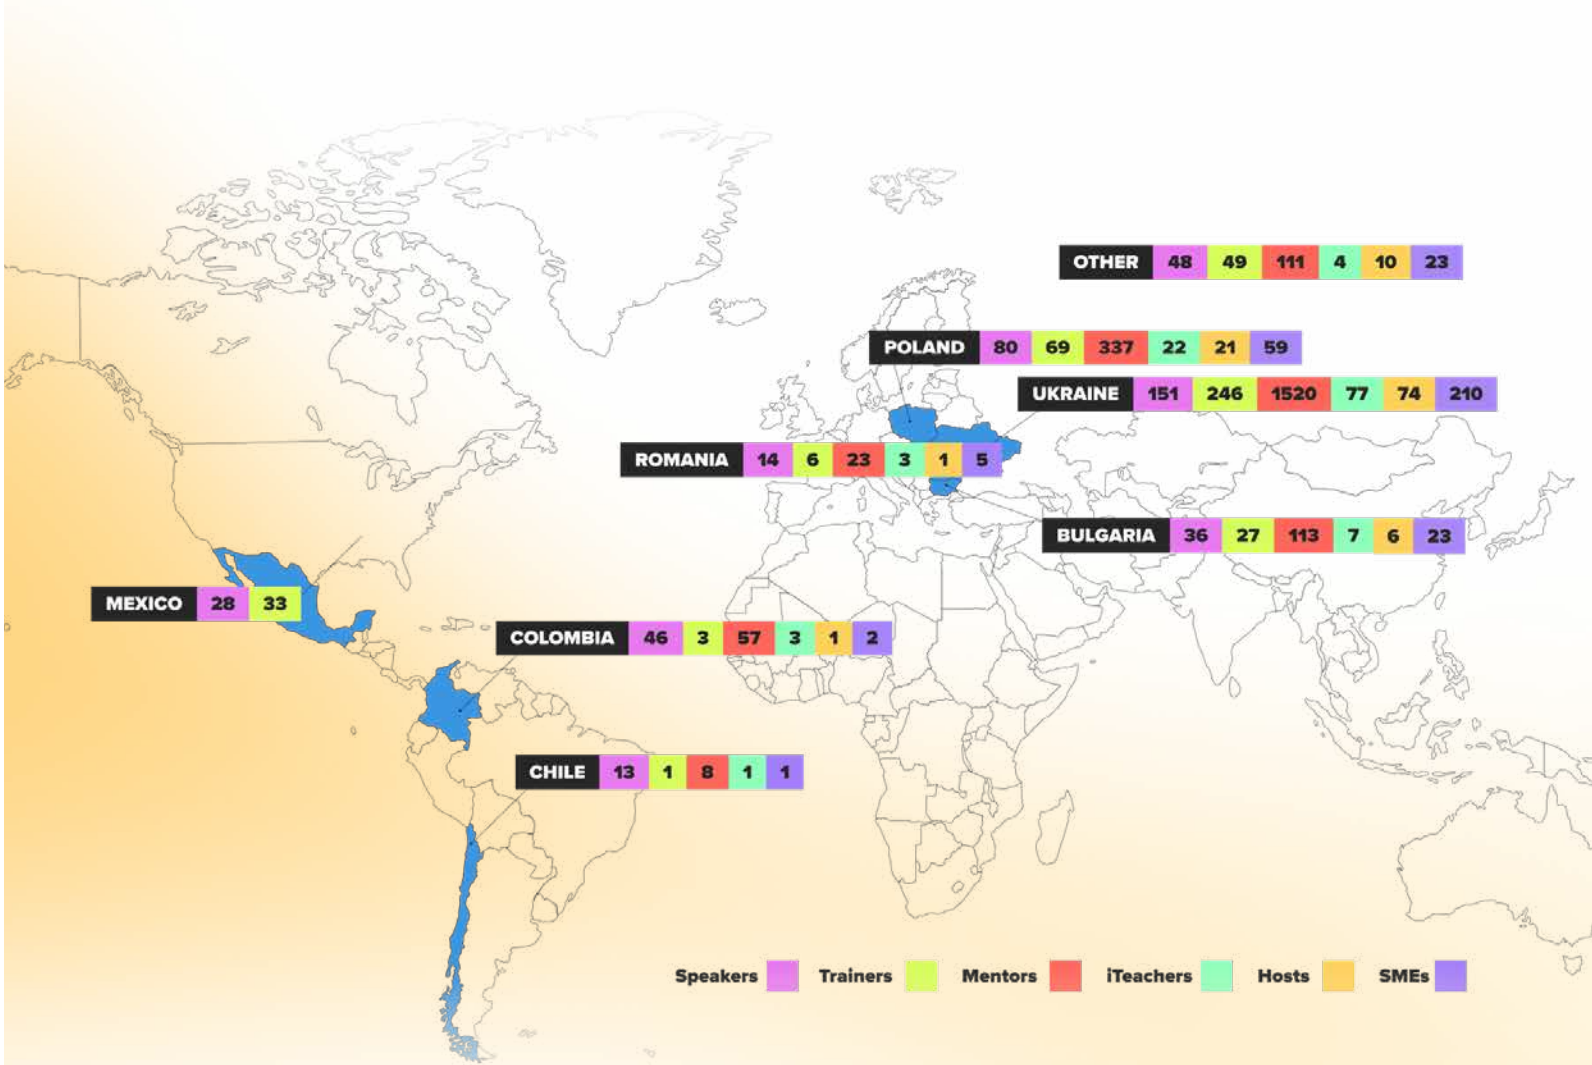 OTHER 48 49 111 4 10 23
POLAND 80 69 337 22 21 59
UKRAINE 151 246 1520 77 74 210
ROMANIA 14 6 23 3 1 5
BULGARIA 36 27 113 7 6 23
MEXICO 28 33
COLOMBIA 46 3 57 3 1 2
CHILE 13 1 8 1 1
Speakers Trainers Mentors iTeachers Hosts SMEs